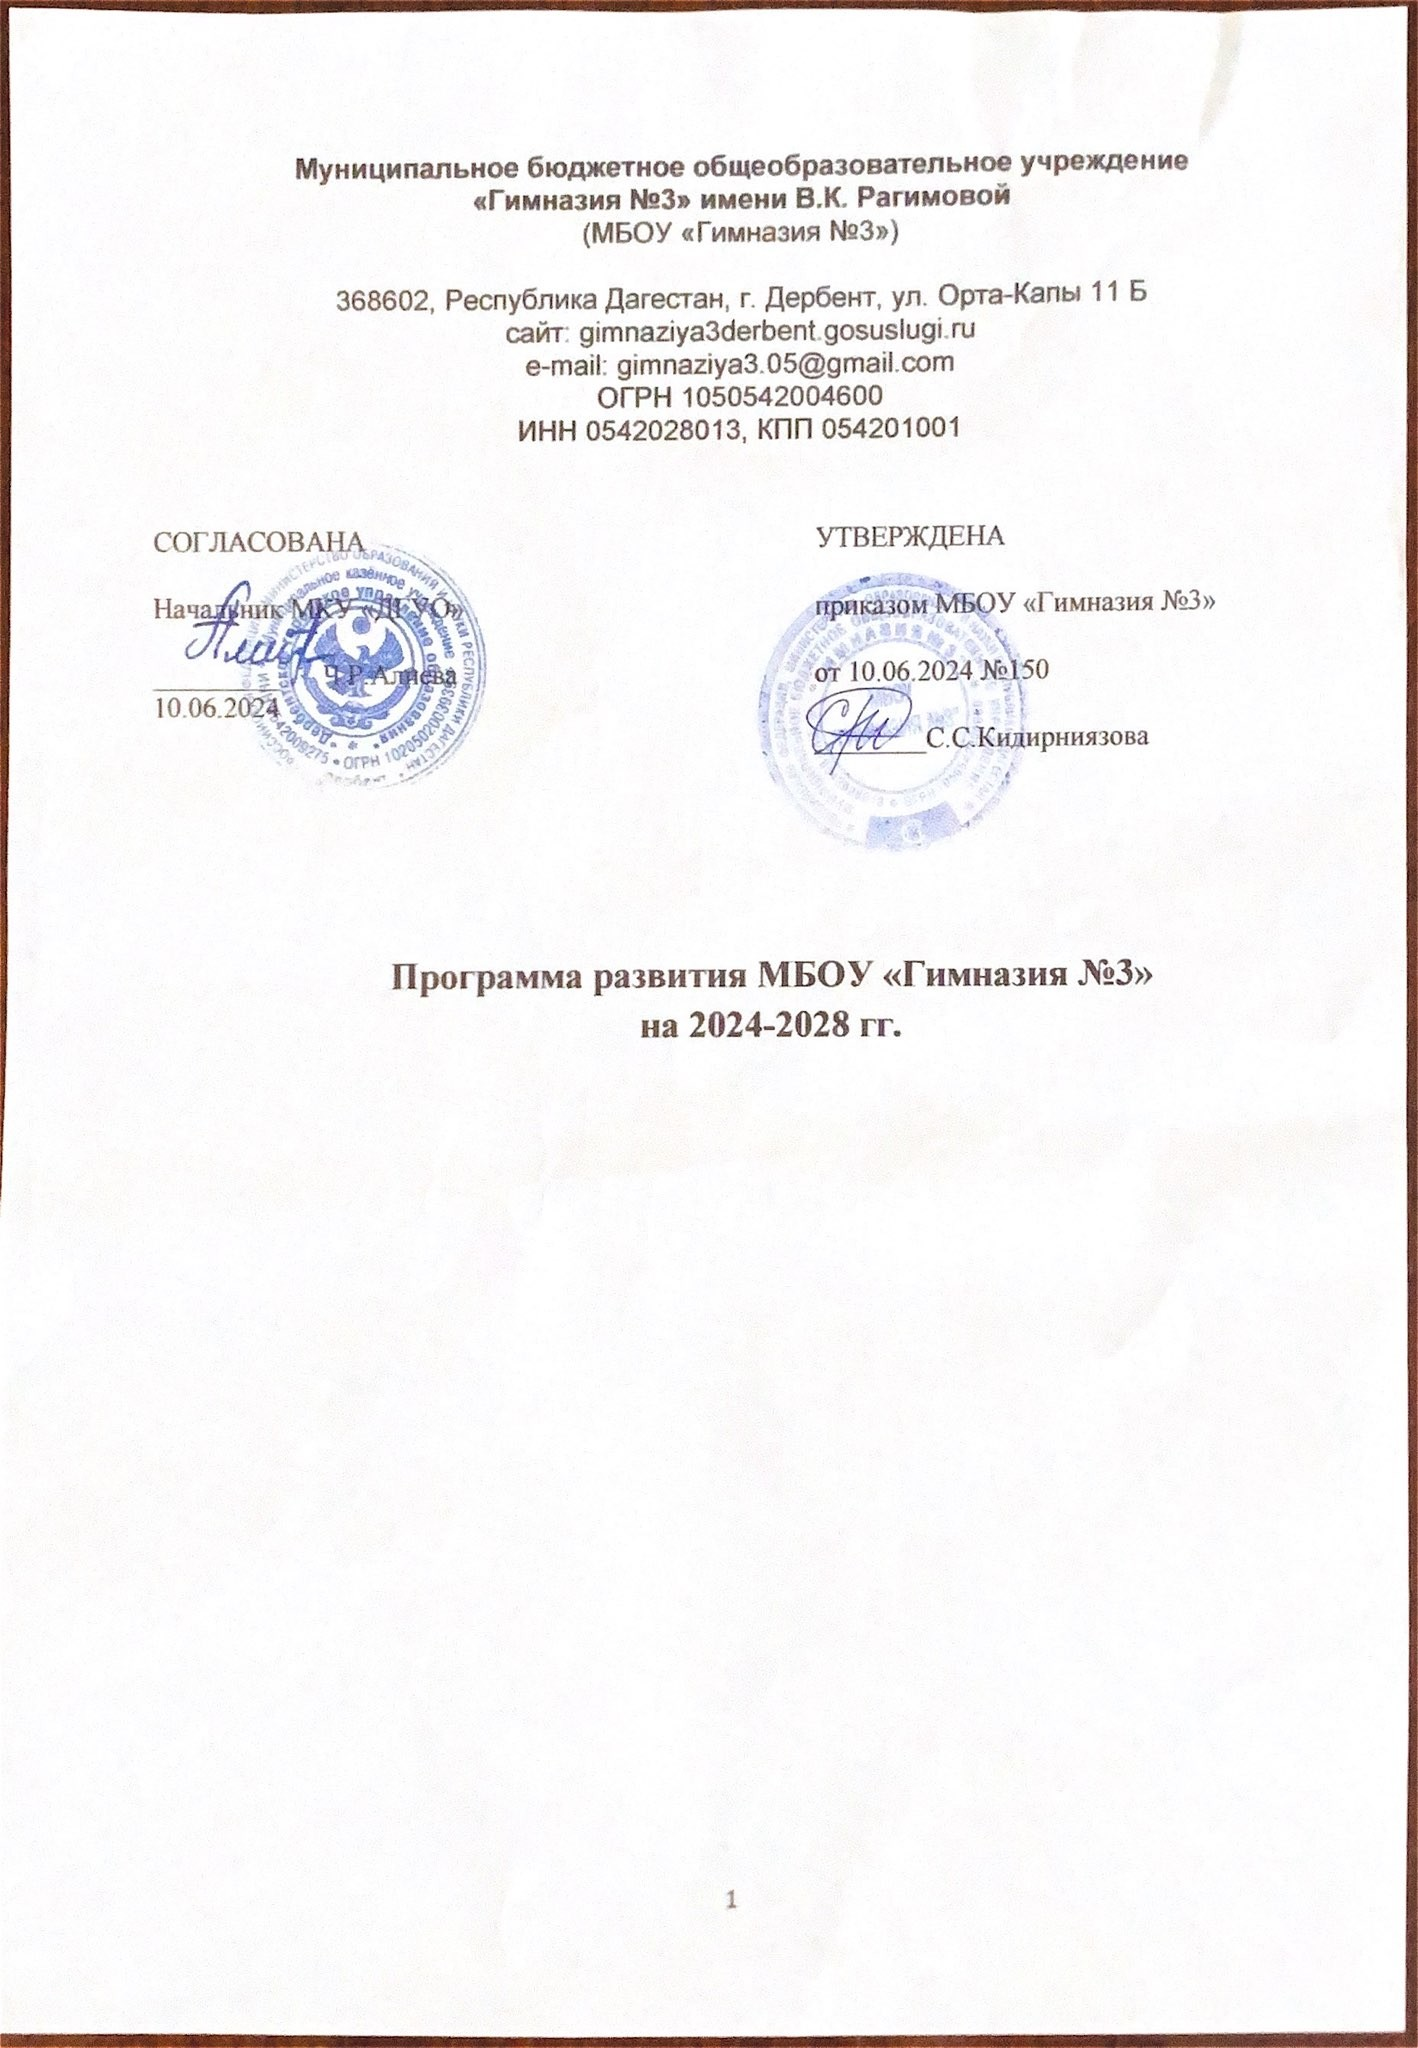 Муниципальное бюджетное общеобразовательное учреждение
«Гимназия №3» имени В.К. Рагимовой
(МБОУ «Гимназия №3»)
368602, Республика Дагестан, г. Дербент, ул. Орта-Капы 11 Б
сайт: gimnaziya3derbent.gosuslugi.ru
e-mail: gimnaziya3.05@gmail.com
ОГРН 1050542004600
ИНН 0542028013, КПП 054201001
СОГЛАСОВАНА
Начальник МКУ «ДГУО»
Ч.Р.Алиева
10.06.2024
УТВЕРЖДЕНА
приказом МБОУ «Гимназия №3»
от 10.06.2024 №150
С.С.Кидирниязова
Программа развития МБОУ «Гимназия №3»
на 2024-2028 гг.
1